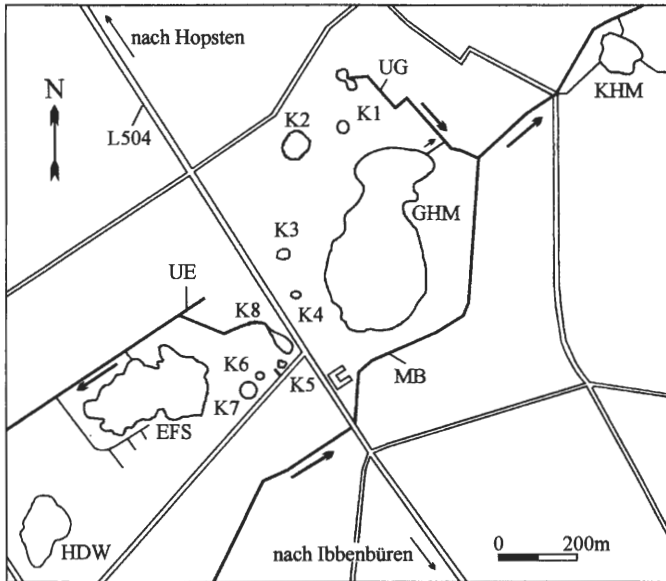 nach Hopsten
UG
KHM
N
L504
K2
K1
GHM
K3
UE
K8
K4
K6
K5
K7
MB
EFS
HDW
nach Ibbenbüren
0 200m